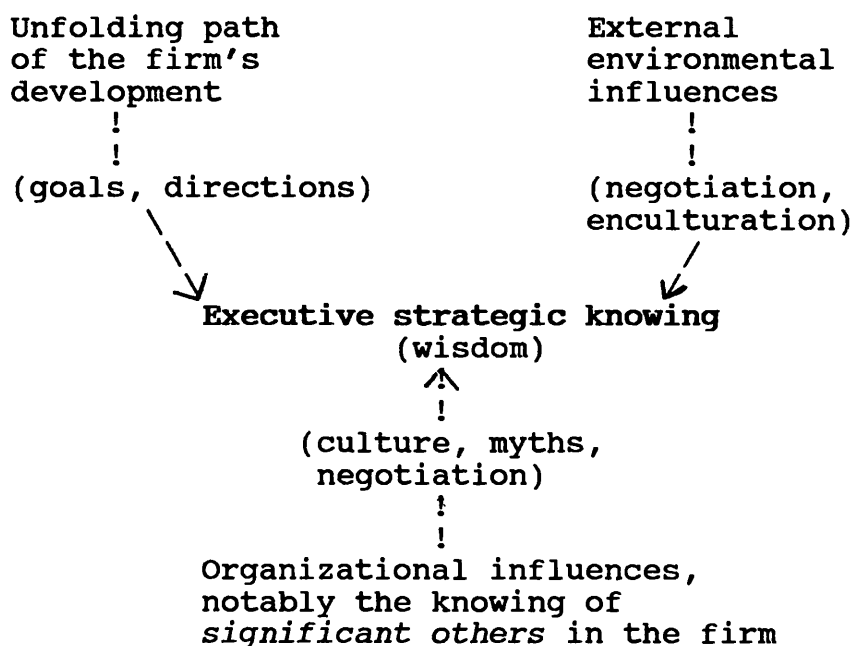 Unfolding path
of the firm's
development
!
!
(goals, directions)
External
environmental
influences
!
!
(negotiation,
enculturation)
Executive strategic knowing
(wisdom)
!
(culture, myths,
negotiation)
!
!
Organizational influences,
notably the knowing of
significant others in the firm